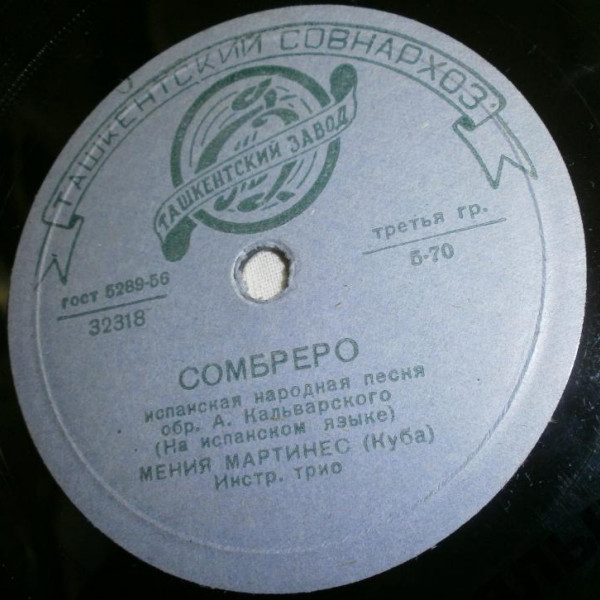 ТАШКЕНТСКИЙ СОВНАРХОЗ
ТАШКЕНТСКИЙ ЗАВОД
гост 5289-56
32318
третья гр.
5-70
СОМБРЕРО
испанская народная песня
обр. А. Кальварского
(На испанском языке)
МЕНИЯ МАРТИНЕС (Куба)
Инстр. трио